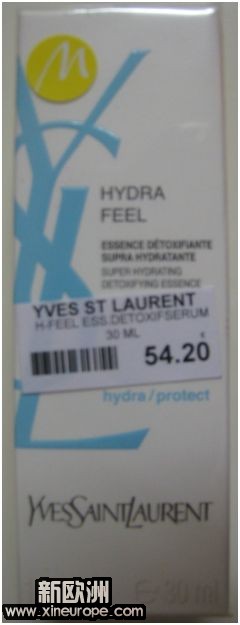 M
HYDRA
FEEL
ESSENCE DÉTOXIFIANTE
SUPRA HYDRATANTE
SUPER HYDRATING
DETOXIFYING ESSENCE
YVES ST LAURENT
H-FEEL ESS.DETOXIFSERUM
30 ML
€
54.20
hydra/protect
YVESSAINTLAURENT
℮ 30 ml
新欧洲
www.xineurope.com